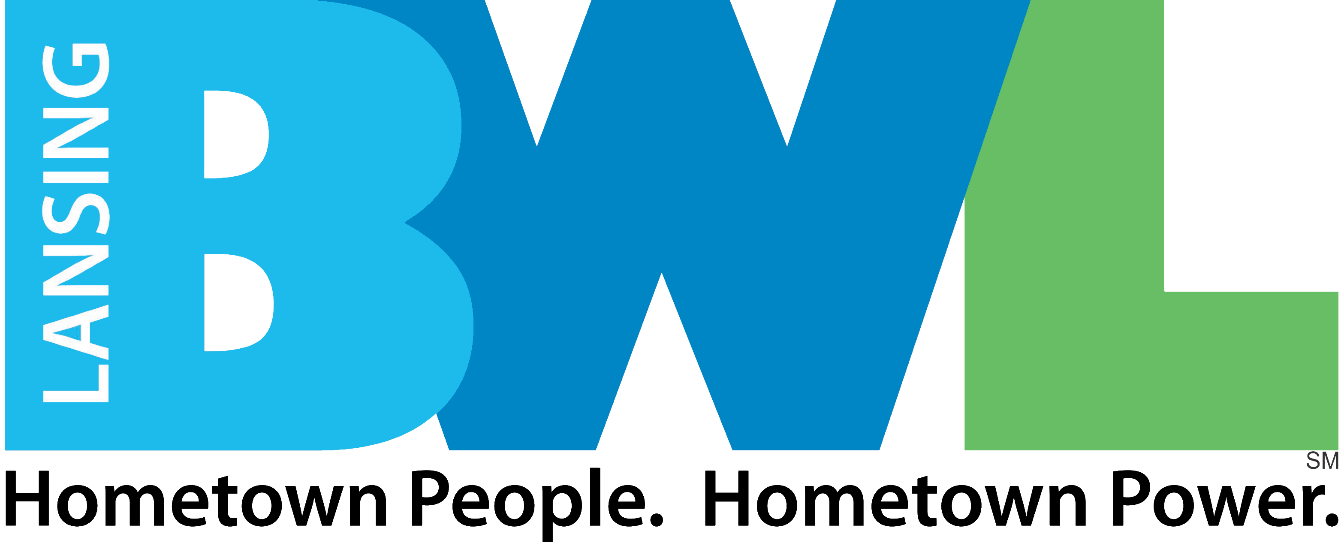 LANSING
BWL
SM
Hometown People. Hometown Power.